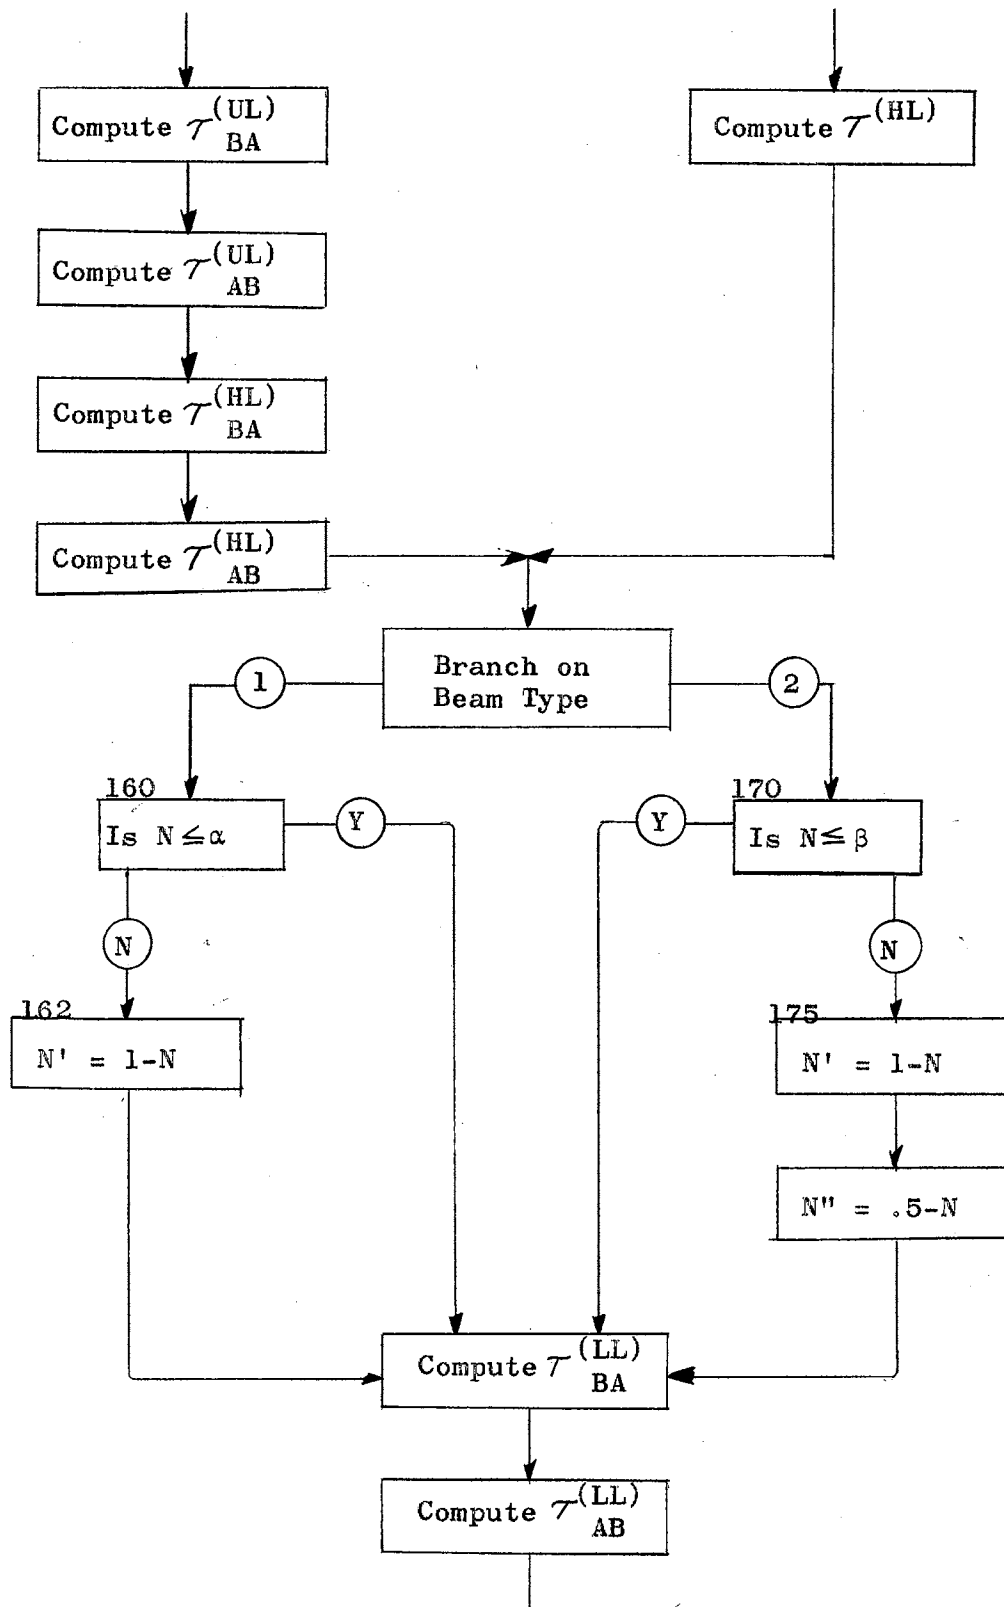 Compute τ(UL)BA
Compute τ(HL)
Compute τ(UL)AB
Compute τ(HL)BA
Compute τ(HL)AB
Branch on
Beam Type
1
2
160
Is N ≦ α
Y
170
Is N ≦ β
Y
N
N
162
N' = 1-N
175
N' = 1-N
N" = .5-N
Compute τ(LL)BA
Compute τ(LL)AB